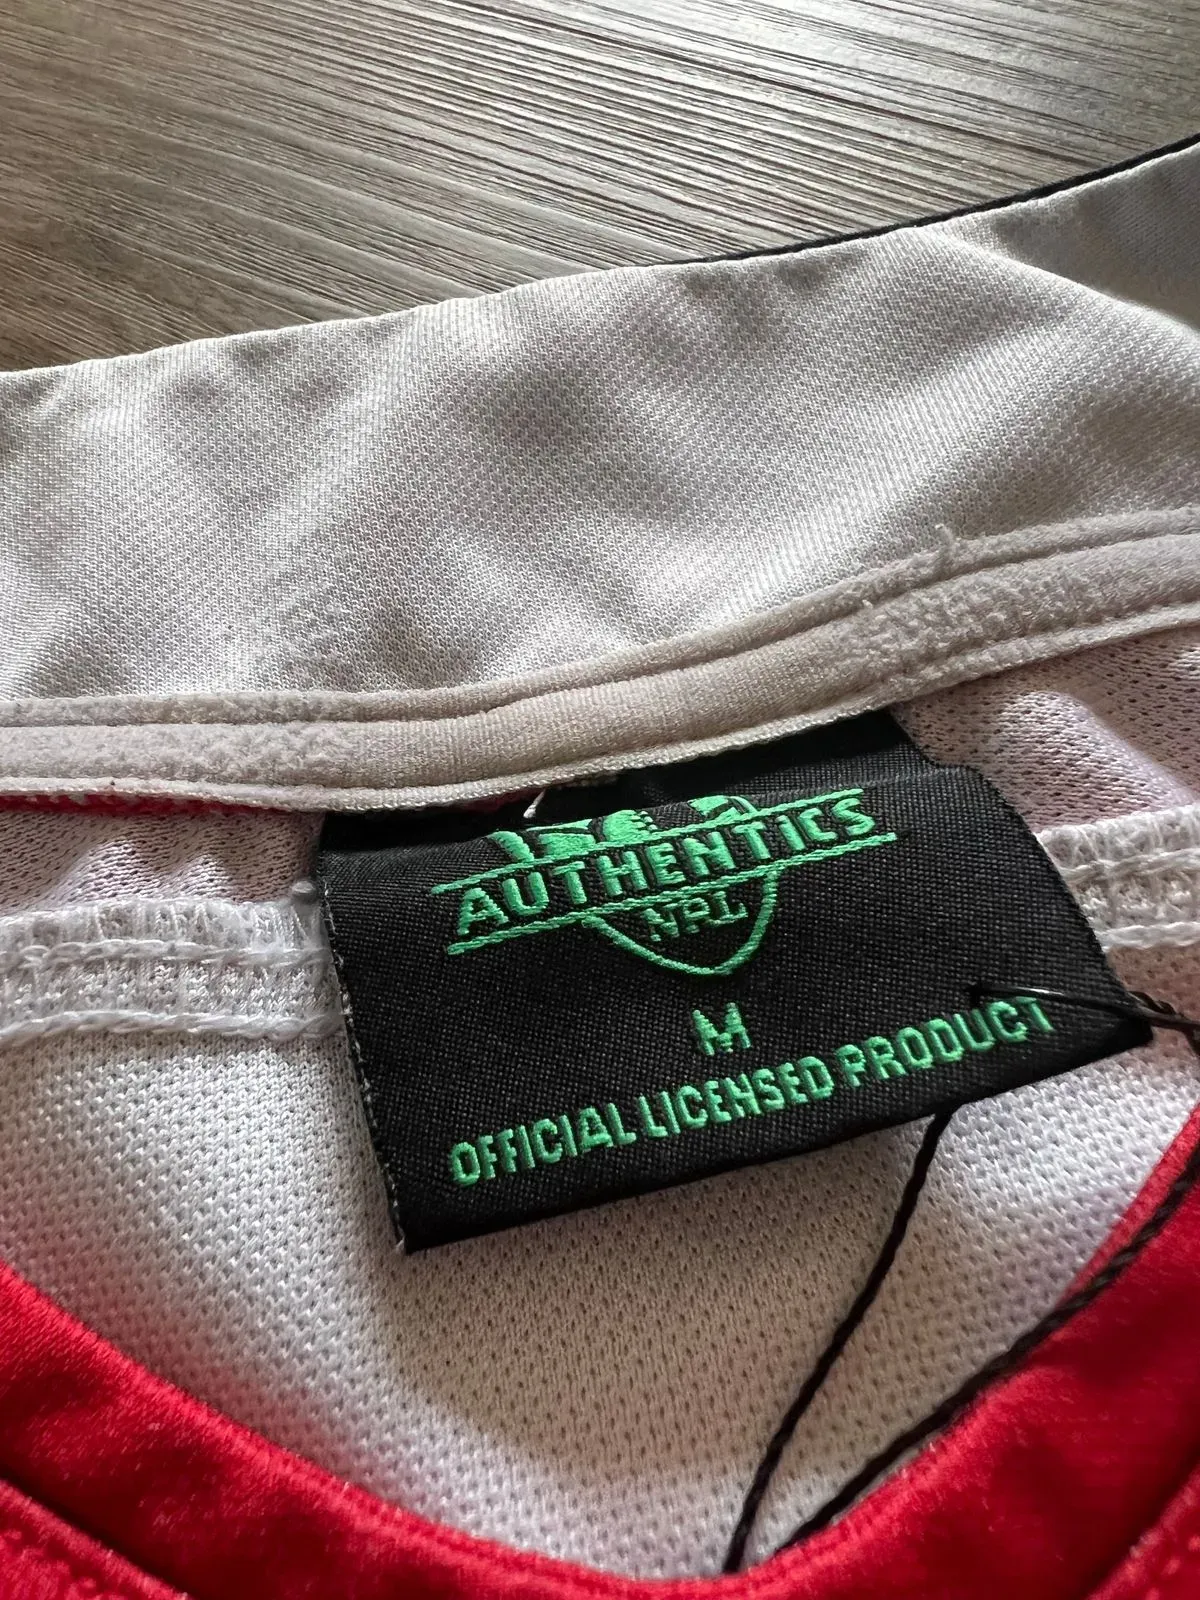 AUTHENTICS
NRL
M
OFFICIAL LICENSED PRODUCT